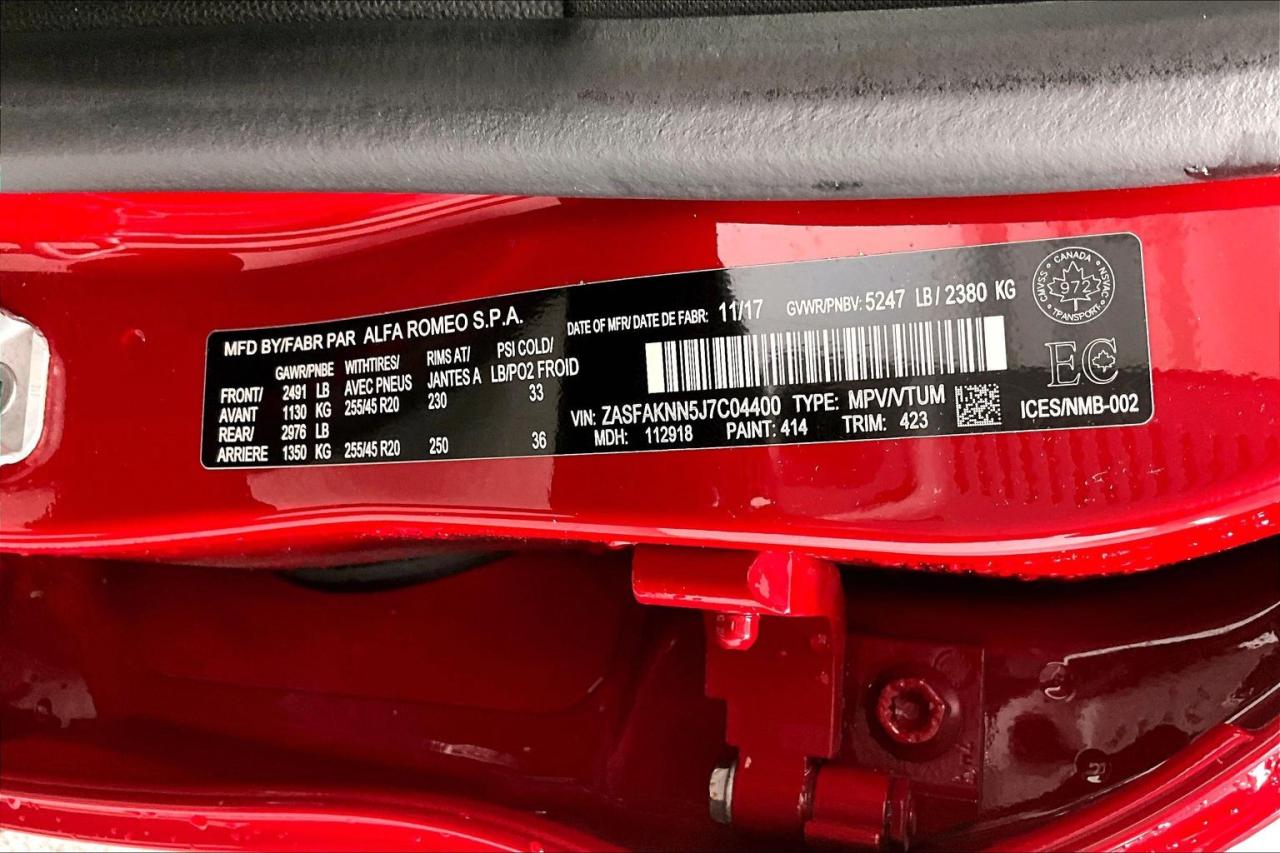 MFD BY/FABR PAR ALFA ROMEO S.P.A. DATE OF MFR/DATE DE FABR: 11/17 GVWR/PNBV: 5247 LB / 2380 KG
GAWR/PNBE WITHTIRES/ RIMS AT/ PSI COLD/
AVEC PNEUS JANTES A LB/PO2 FROID
FRONT/ 2491 LB
AVANT 1130 KG 255/45 R20 230 33
REAR/ 2976 LB
ARRIERE 1350 KG 255/45 R20 250 36
VIN: ZASFAKNN5J7C04400 TYPE: MPV/VTUM
MDH: 112918 PAINT: 414 TRIM: 423
CANADA
CMVSS 972 NSVAC
TRANSPORT
EC
ICES/NMB-002